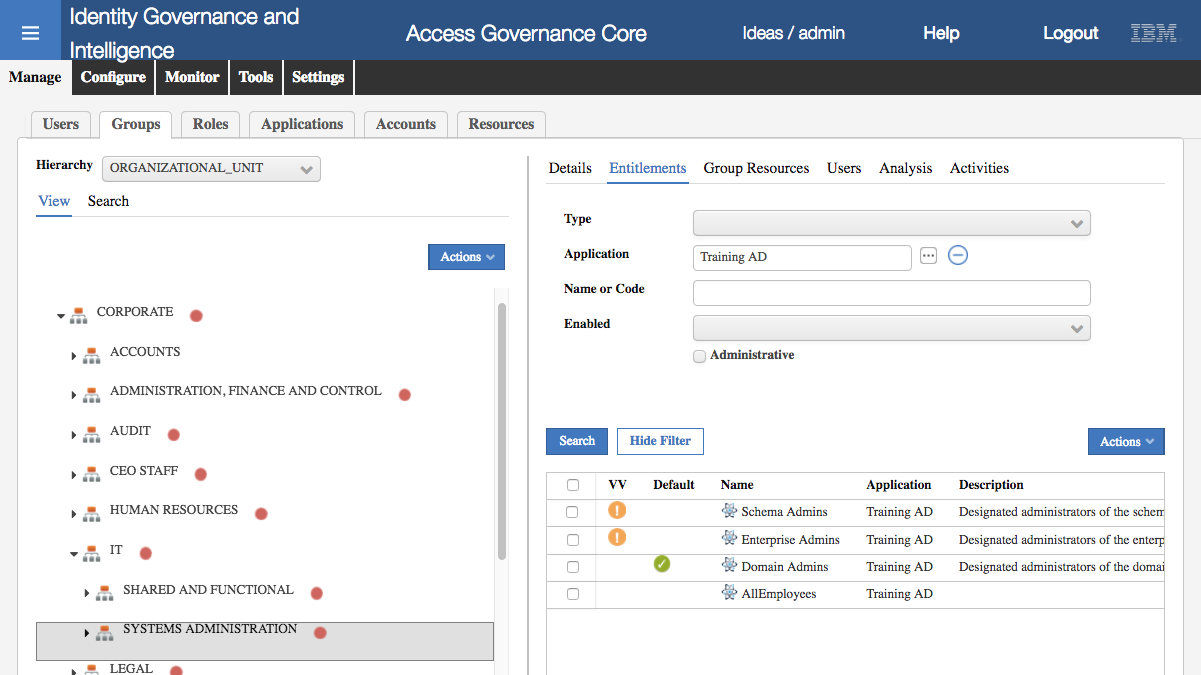 Identity Governance and
Intelligence
Access Governance Core
Ideas / admin
Help
Logout
IBM
Manage
Configure
Monitor
Tools
Settings
Users
Groups
Roles
Applications
Accounts
Resources
Hierarchy
ORGANIZATIONAL_UNIT
View
Search
Actions
CORPORATE
ACCOUNTS
ADMINISTRATION, FINANCE AND CONTROL
AUDIT
CEO STAFF
HUMAN RESOURCES
IT
SHARED AND FUNCTIONAL
SYSTEMS ADMINISTRATION
LEGAL
Details
Entitlements
Group Resources
Users
Analysis
Activities
Type
Application
Training AD
Name or Code
Enabled
Administrative
Search
Hide Filter
Actions
VV Default Name Application Description
Schema Admins Training AD Designated administrators of the schem
Enterprise Admins Training AD Designated administrators of the enterp
Domain Admins Training AD Designated administrators of the domai
AllEmployees Training AD